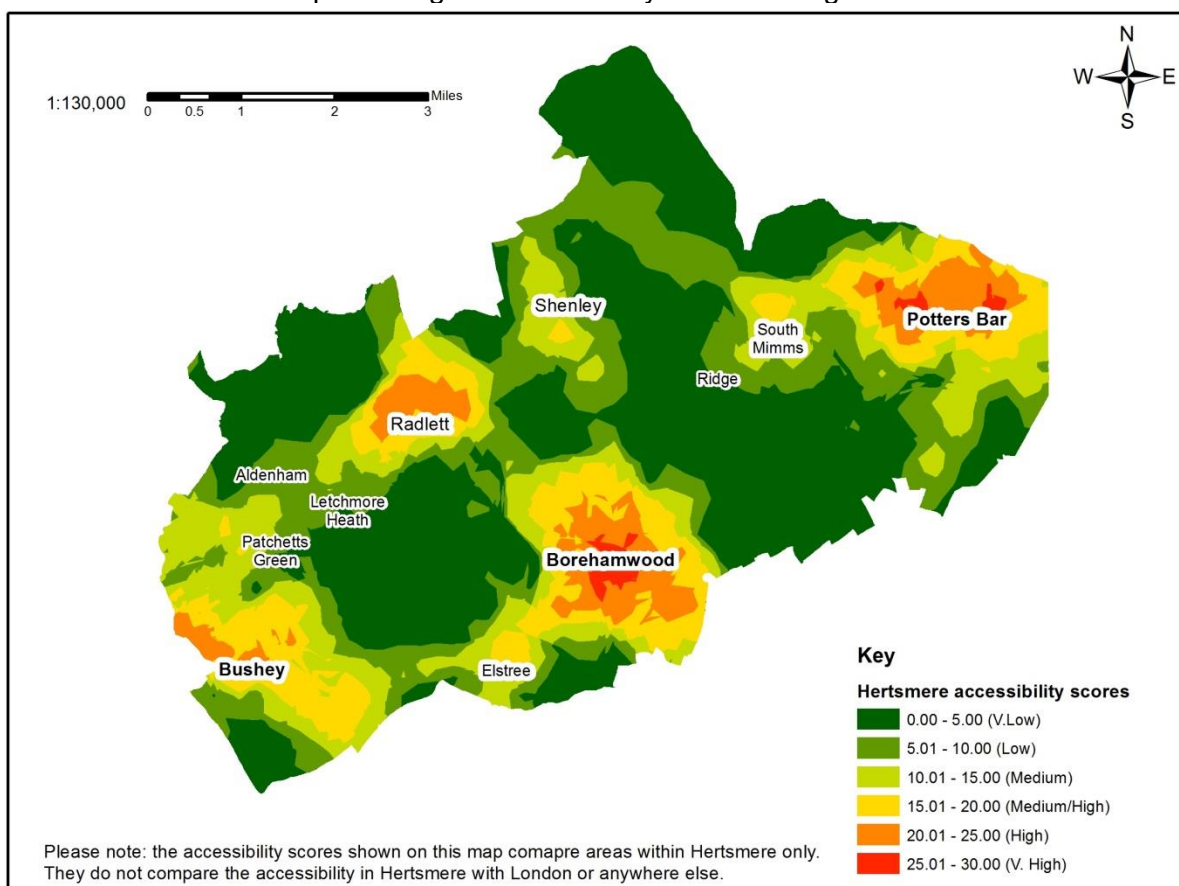 N
W E
S
1:130,000
Miles
0 0.5 1 2 3
Shenley
South
Mimms
Potters Bar
Ridge
Radlett
Aldenham
Letchmore
Heath
Patchetts
Green
Borehamwood
Bushey
Elstree
Key
Hertsmere accessibility scores
0.00 - 5.00 (V.Low)
5.01 - 10.00 (Low)
10.01 - 15.00 (Medium)
15.01 - 20.00 (Medium/High)
20.01 - 25.00 (High)
25.01 - 30.00 (V. High)
Please note: the accessibility scores shown on this map comapre areas within Hertsmere only.
They do not compare the accessibility in Hertsmere with London or anywhere else.